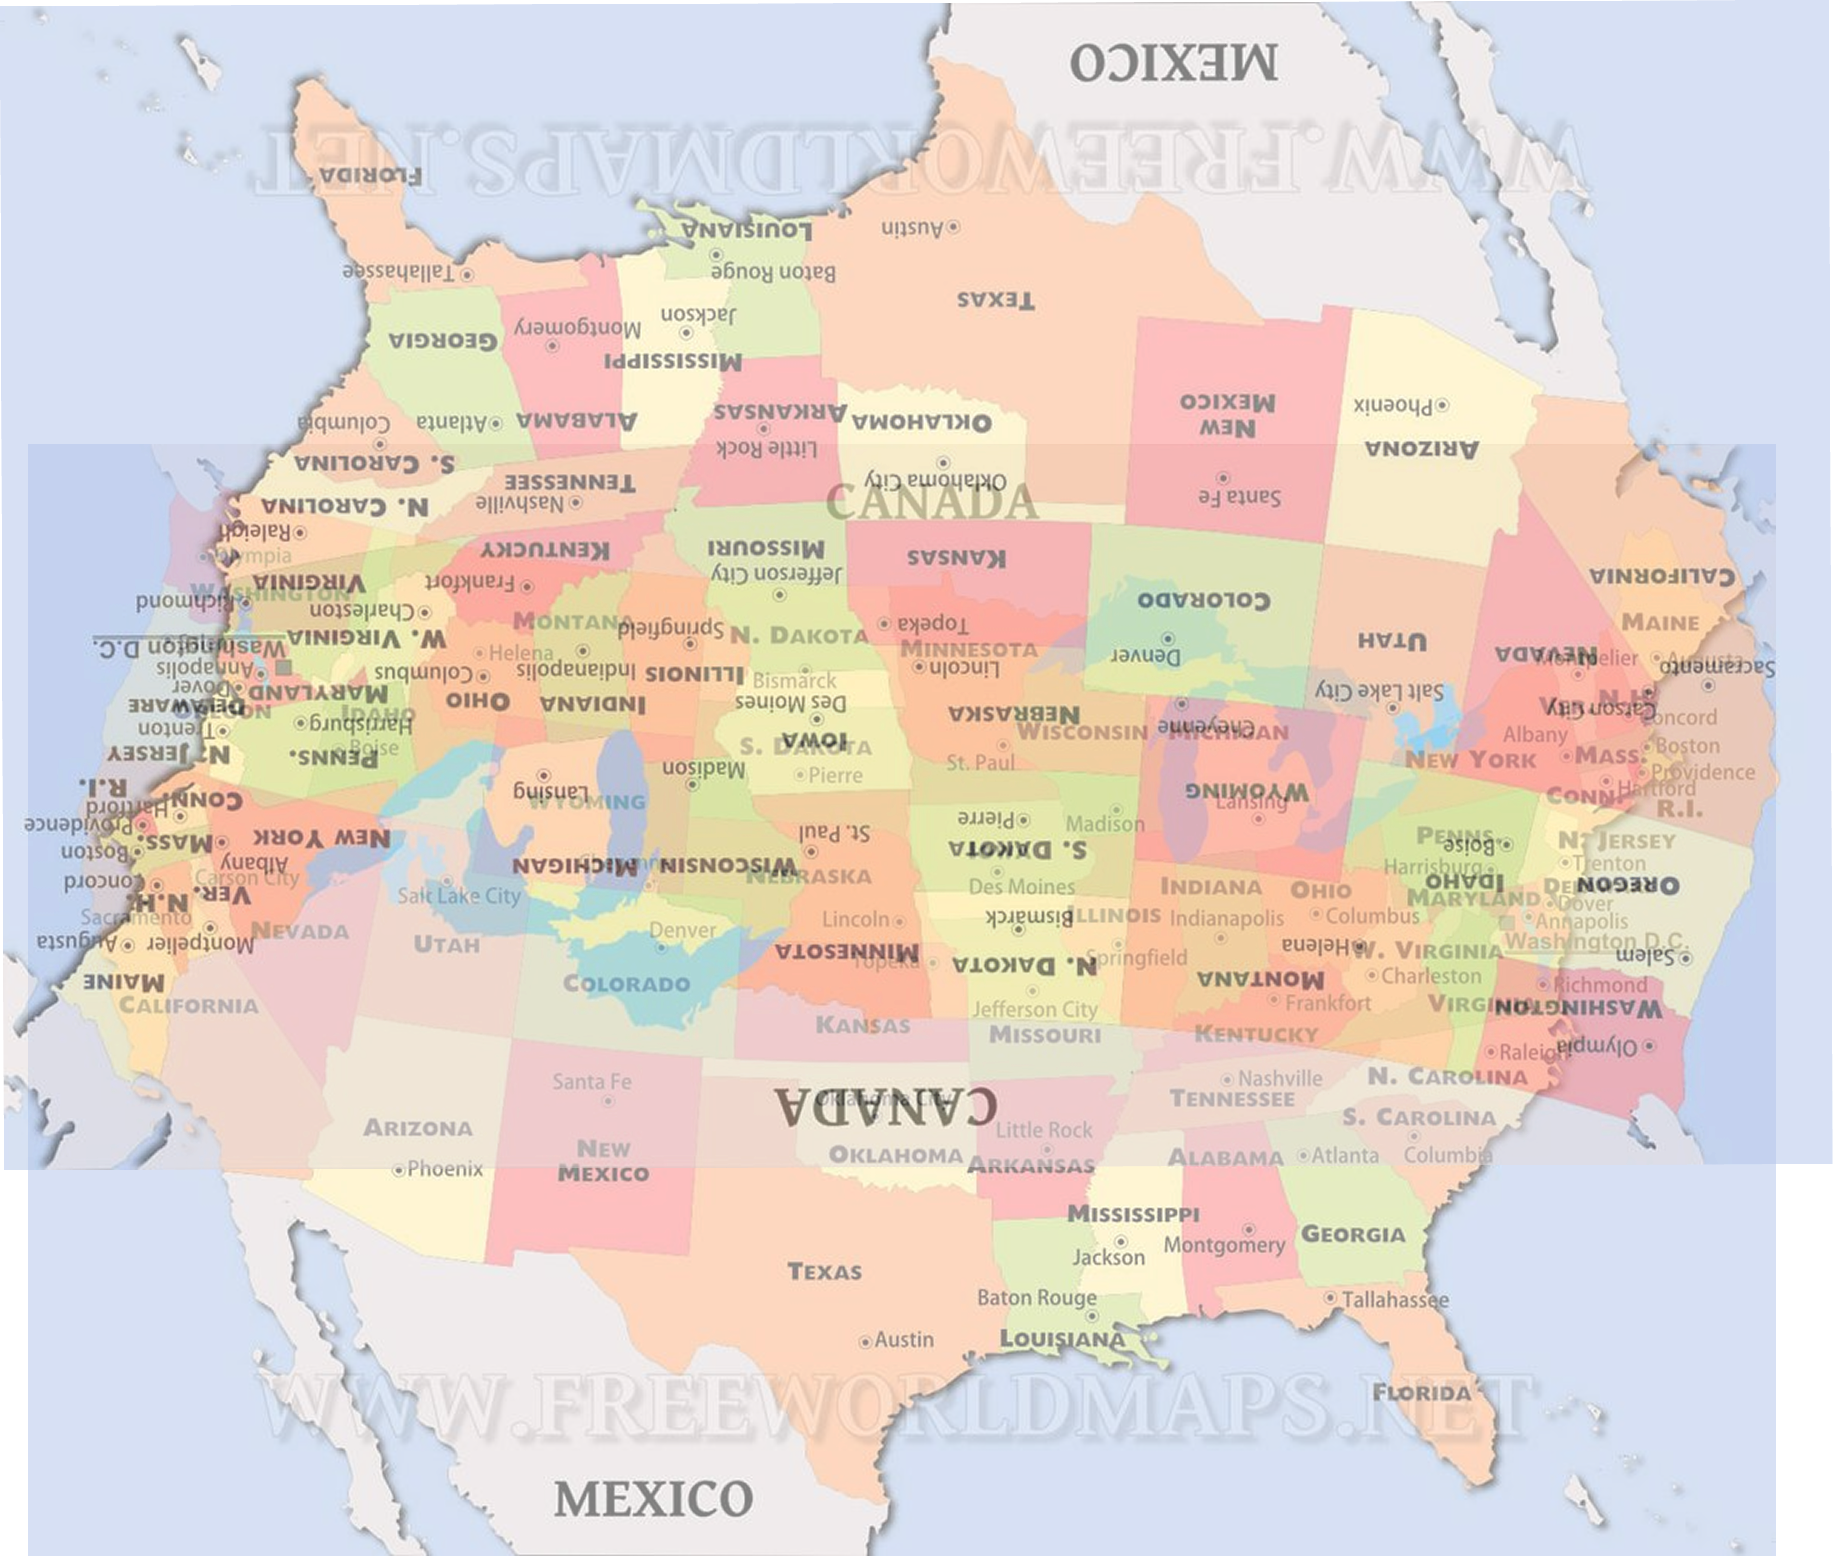 MEXICO
WWW.FREEWORLDMAPS.NET
FLORIDA
LOUISIANA
Austin
Baton Rouge
Tallahassee
TEXAS
Jackson
Montgomery
GEORGIA
MISSISSIPPI
NEW
MEXICO
Phoenix
ARKANSAS
Columbia
Atlanta
ALABAMA
OKLAHOMA
Little Rock
ARIZONA
S. CAROLINA
TENNESSEE
Oklahoma City
Nashville
Santa Fe
CANADA
N. CAROLINA
Raleigh
Olympia
KENTUCKY
MISSOURI
KANSAS
Jefferson City
CALIFORNIA
VIRGINIA
Frankfort
WASHINGTON
Richmond
Charleston
COLORADO
MONTANA
Springfield
Topeka
MAINE
W. VIRGINIA
N. DAKOTA
MINNESOTA
UTAH
Washington D.C.
Helena
Denver
NEVADA
Montpelier
Augusta
Sacramento
Annapolis
Columbus
Indianapolis
ILLINOIS
Bismarck
Lincoln
Dover
MARYLAND
OHIO
INDIANA
Des Moines
Salt Lake City
N.H.
Carson City
DELAWARE
OREGON
IDAHO
Harrisburg
NEBRASKA
Concord
Trenton
WISCONSIN
Cheyenne
MICHIGAN
Albany
N. JERSEY
PENNS.
Boise
IOWA
S. DAKOTA
St. Paul
NEW YORK
MASS.
Boston
Madison
Pierre
Providence
R.I.
Hartford
CONN.
Lansing
WYOMING
PENNS.
Boise
Providence
Hartford
CONN.
R.I.
Pierre
Madison
St. Paul
N. JERSEY
Boston
MASS.
NEW YORK
Albany
S. DAKOTA
Harrisburg
Trenton
MICHIGAN
WISCONSIN
NEBRASKA
Concord
Carson City
Des Moines
INDIANA
OHIO
IDAHO
OREGON
VER.
N.H.
Salt Lake City
MARYLAND
Dover
Sacramento
Bismarck
ILLINOIS
Indianapolis
Columbus
Annapolis
NEVADA
Denver
Lincoln
Augusta
Montpelier
UTAH
Helena
Washington D.C.
MINNESOTA
Topeka
N. DAKOTA
Springfield
W. VIRGINIA
Salem
MAINE
COLORADO
MONTANA
Charleston
Richmond
CALIFORNIA
Jefferson City
Frankfort
VIRGINIA
WASHINGTON
KANSAS
MISSOURI
KENTUCKY
Raleigh
Olympia
Santa Fe
Nashville
N. CAROLINA
CANADA
Oklahoma City
TENNESSEE
S. CAROLINA
ARIZONA
Little Rock
NEW
MEXICO
OKLAHOMA
ARKANSAS
ALABAMA
Atlanta
Columbia
Phoenix
MISSISSIPPI
GEORGIA
Jackson
Montgomery
TEXAS
Baton Rouge
Tallahassee
Austin
LOUISIANA
FLORIDA
WWW.FREEWORLDMAPS.NET
MEXICO